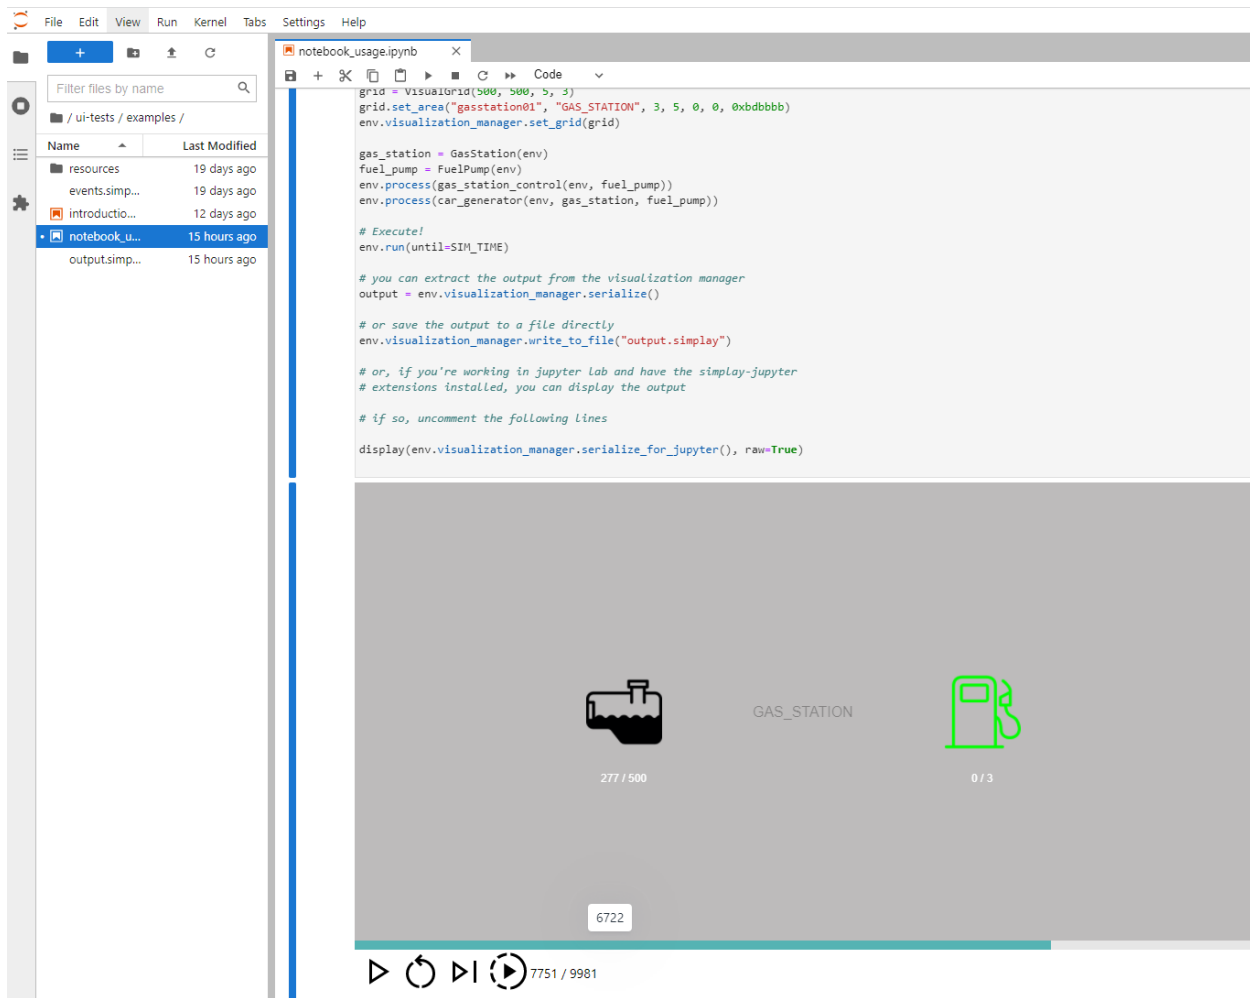 File Edit View Run Kernel Tabs Settings Help
+
Filter files by name
/ ui-tests / examples /
Name Last Modified
resources 19 days ago
events.simp... 19 days ago
introductio... 12 days ago
notebook_u... 15 hours ago
output.simp... 15 hours ago
notebook_usage.ipynb
Code
grid = VisualGrid(500, 500, 5, 3)
grid.set_area("gasstation01", "GAS_STATION", 3, 5, 0, 0, 0xbdbbbb)
env.visualization_manager.set_grid(grid)
gas_station = GasStation(env)
fuel_pump = FuelPump(env)
env.process(gas_station_control(env, fuel_pump))
env.process(car_generator(env, gas_station, fuel_pump))
# Execute!
env.run(until=SIM_TIME)
# you can extract the output from the visualization manager
output = env.visualization_manager.serialize()
# or save the output to a file directly
env.visualization_manager.write_to_file("output.simplay")
# or, if you're working in jupyter lab and have the simplay-jupyter
# extensions installed, you can display the output
# if so, uncomment the following lines
display(env.visualization_manager.serialize_for_jupyter(), raw=True)
GAS_STATION
277 / 500
0 / 3
6722
7751 / 9981